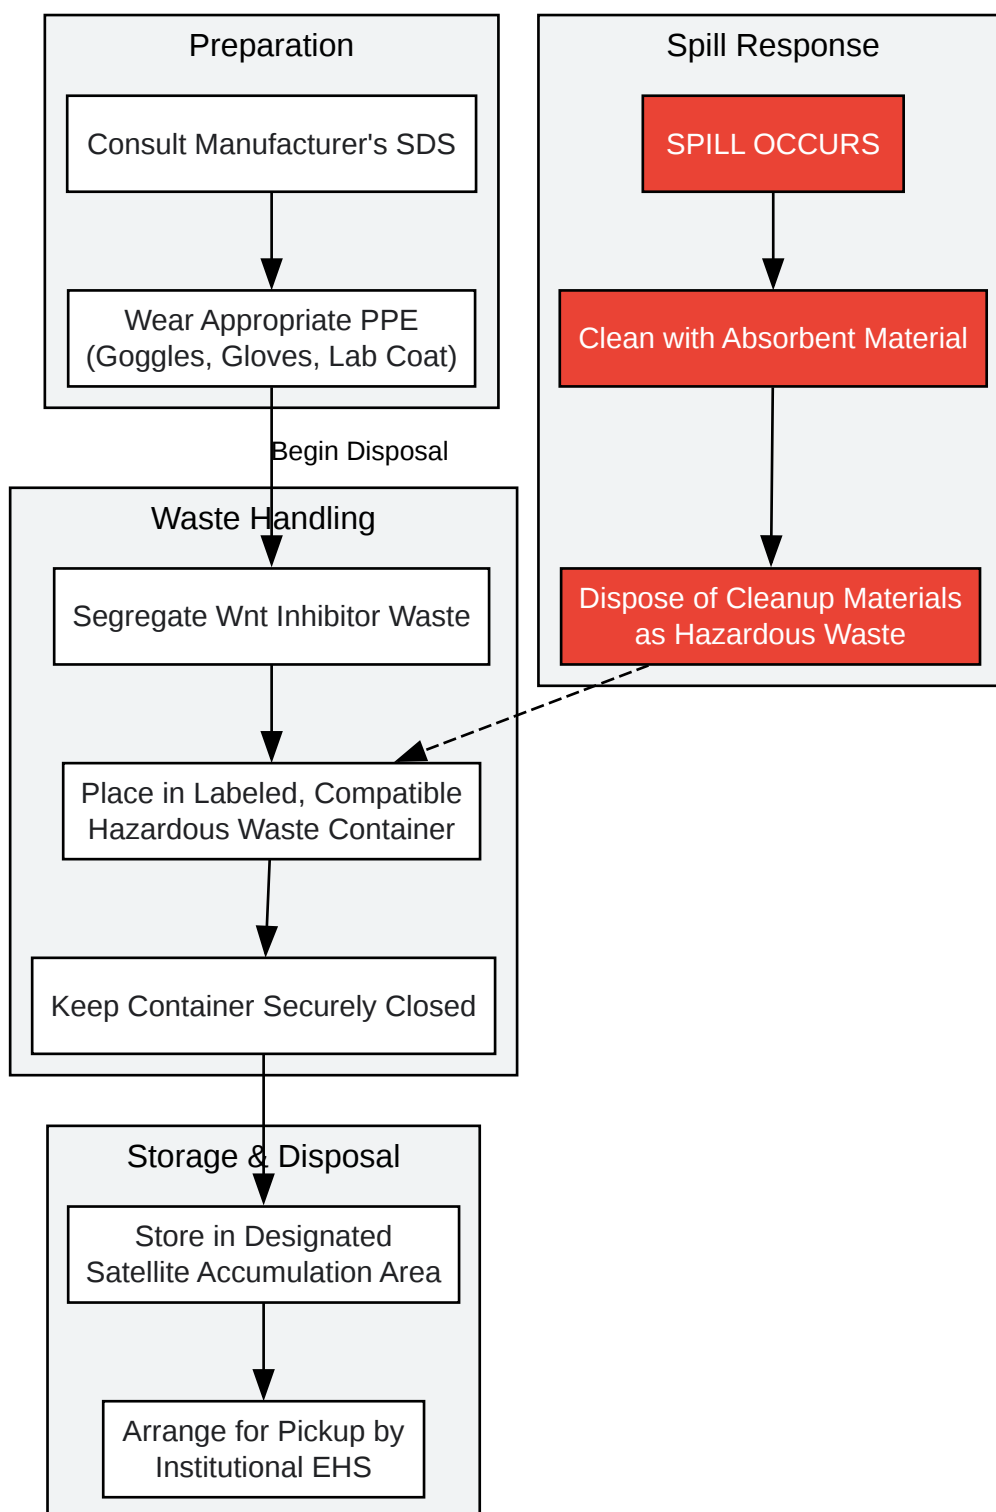 Preparation
Consult Manufacturer's SDS
Wear Appropriate PPE
(Goggles, Gloves, Lab Coat)
Begin Disposal
Waste Handling
Segregate Wnt Inhibitor Waste
Place in Labeled, Compatible
Hazardous Waste Container
Keep Container Securely Closed
Storage & Disposal
Store in Designated
Satellite Accumulation Area
Arrange for Pickup by
Institutional EHS
Spill Response
SPILL OCCURS
Clean with Absorbent Material
Dispose of Cleanup Materials
as Hazardous Waste